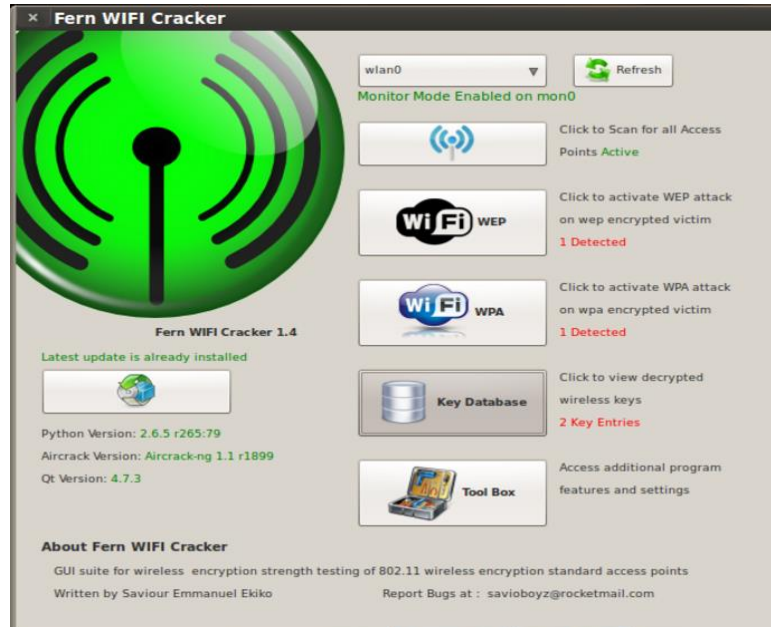 × Fern WIFI Cracker
wlan0
Refresh
Monitor Mode Enabled on mon0
Click to Scan for all Access
Points Active
WiFi WEP
Click to activate WEP attack
on wep encrypted victim
1 Detected
WiFi WPA
Click to activate WPA attack
on wpa encrypted victim
1 Detected
Fern WIFI Cracker 1.4
Latest update is already installed
Key Database
Click to view decrypted
wireless keys
2 Key Entries
Python Version: 2.6.5 r265:79
Aircrack Version: Aircrack-ng 1.1 r1899
Qt Version: 4.7.3
Tool Box
Access additional program
features and settings
About Fern WIFI Cracker
GUI suite for wireless encryption strength testing of 802.11 wireless encryption standard access points
Written by Saviour Emmanuel Ekiko
Report Bugs at : savioboyz@rocketmail.com